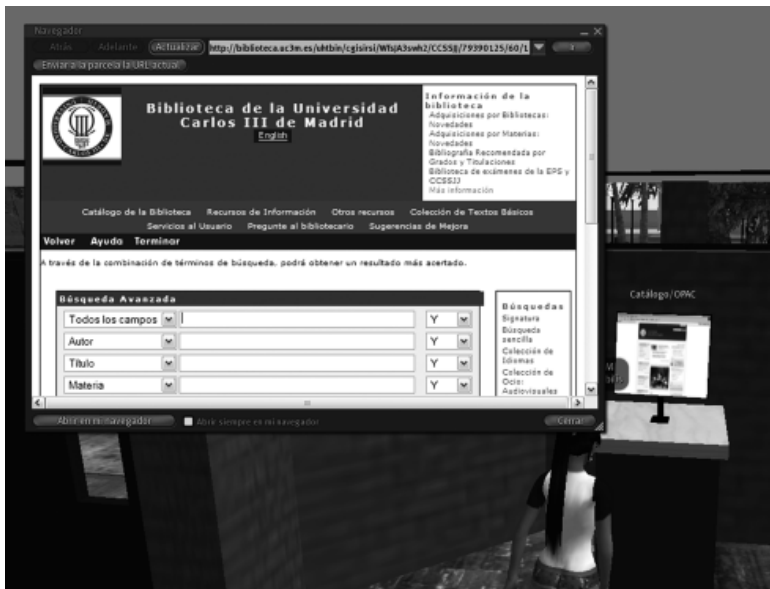 Navegador
Atrás Adelante Actualizar http://biblioteca.uc3m.es/uhtbin/cgisirsi/WfsJA3swh2/CCSSJJ/79390125/60/1
Enviar a la parcela la URL actual
Biblioteca de la Universidad
Carlos III de Madrid
English
Información de la
biblioteca
Adquisiciones por Bibliotecas:
Novedades
Adquisiciones por Materias:
Novedades
Bibliografía Recomendada por
Grados y Titulaciones
Biblioteca de exámenes de la EPS y
CCSSJJ
Más información
Catálogo de la Biblioteca Recursos de Información Otros recursos Colección de Textos Básicos
Servicios al Usuario Pregunte al bibliotecario Sugerencias de Mejora
Volver Ayuda Terminar
A través de la combinación de términos de búsqueda, podrá obtener un resultado más acertado.
Búsqueda Avanzada
Todos los campos Y
Autor Y
Título Y
Materia Y
Búsquedas
Signatura
Búsqueda
sencilla
Colección de
Idiomas
Colección de
Ocio:
Audiovisuales
Abrir en mi navegador Abrir siempre en mi navegador Cerrar
Catálogo/OPAC